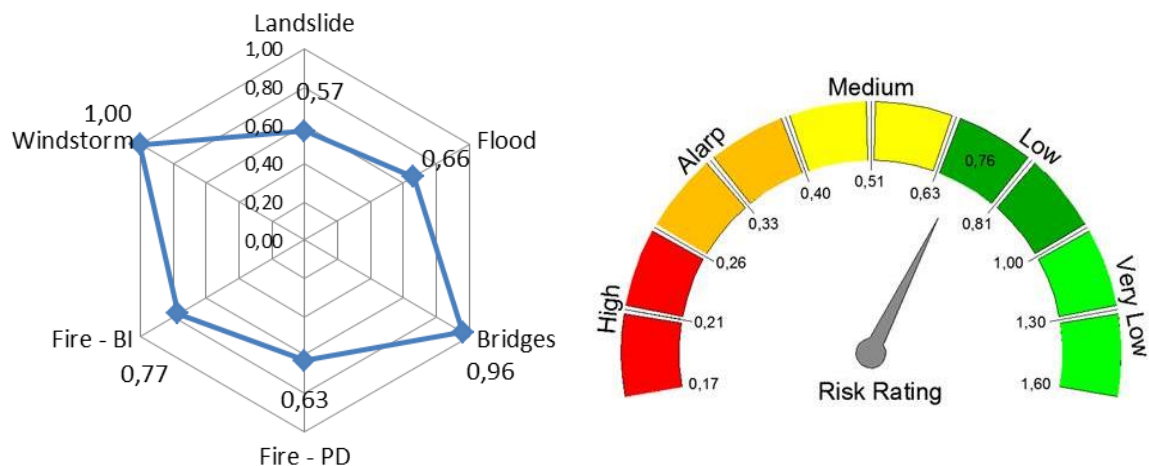 Landslide
1,00
0,80
0,60
0,40
0,20
0,00
0,57
Flood
0,66
Bridges
0,96
0,63
Fire - PD
Fire - BI
0,77
1,00
Windstorm
High
Alarp
Medium
Low
Very Low
0,17
0,21
0,26
0,33
0,40
0,51
0,63
0,76
0,81
1,00
1,30
1,60
Risk Rating